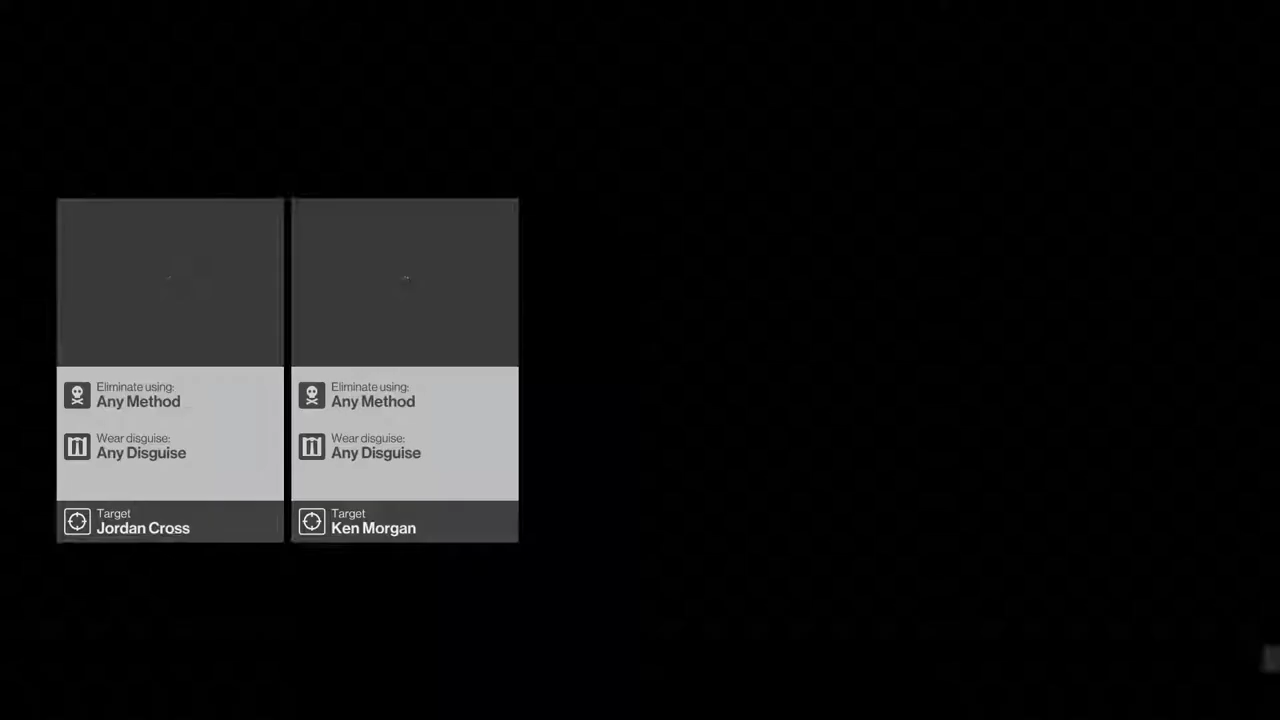 Eliminate using:
Any Method
Wear disguise:
Any Disguise
Target
Jordan Cross
Eliminate using:
Any Method
Wear disguise:
Any Disguise
Target
Ken Morgan